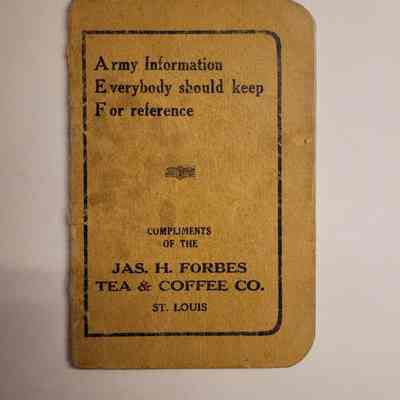 Army Information
Everybody should keep
For reference
COMPLIMENTS
OF THE
JAS. H. FORBES
TEA & COFFEE CO.
ST. LOUIS